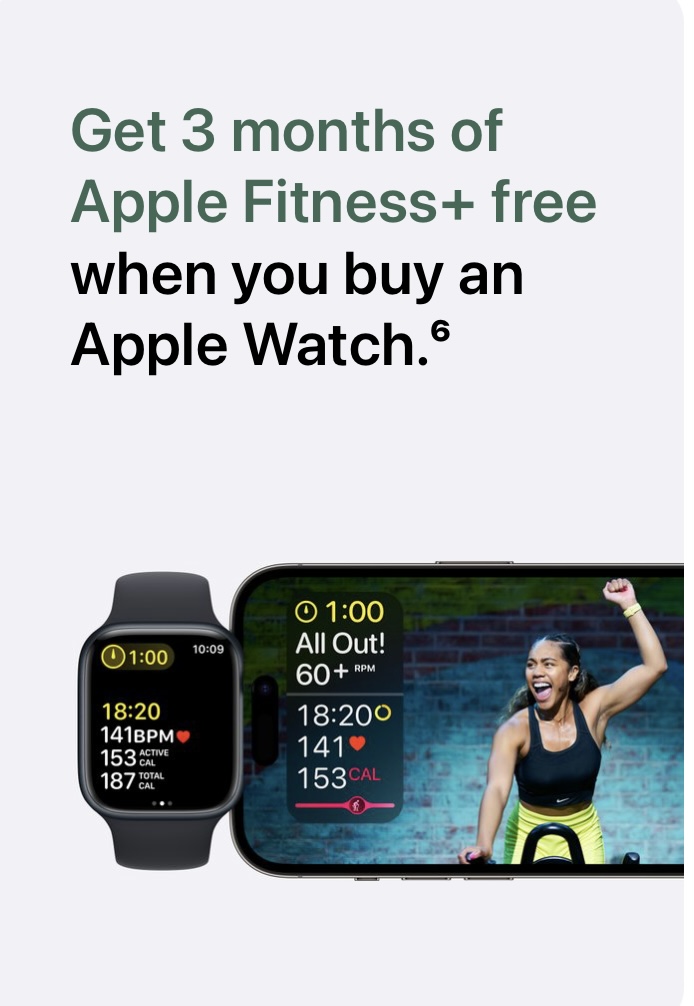 Get 3 months of
Apple Fitness+ free
when you buy an
Apple Watch.⁶
1:00
10:09
18:20
141BPM
153 ACTIVE CAL
187 TOTAL CAL
1:00
All Out!
60+ RPM
18:20
141
153CAL